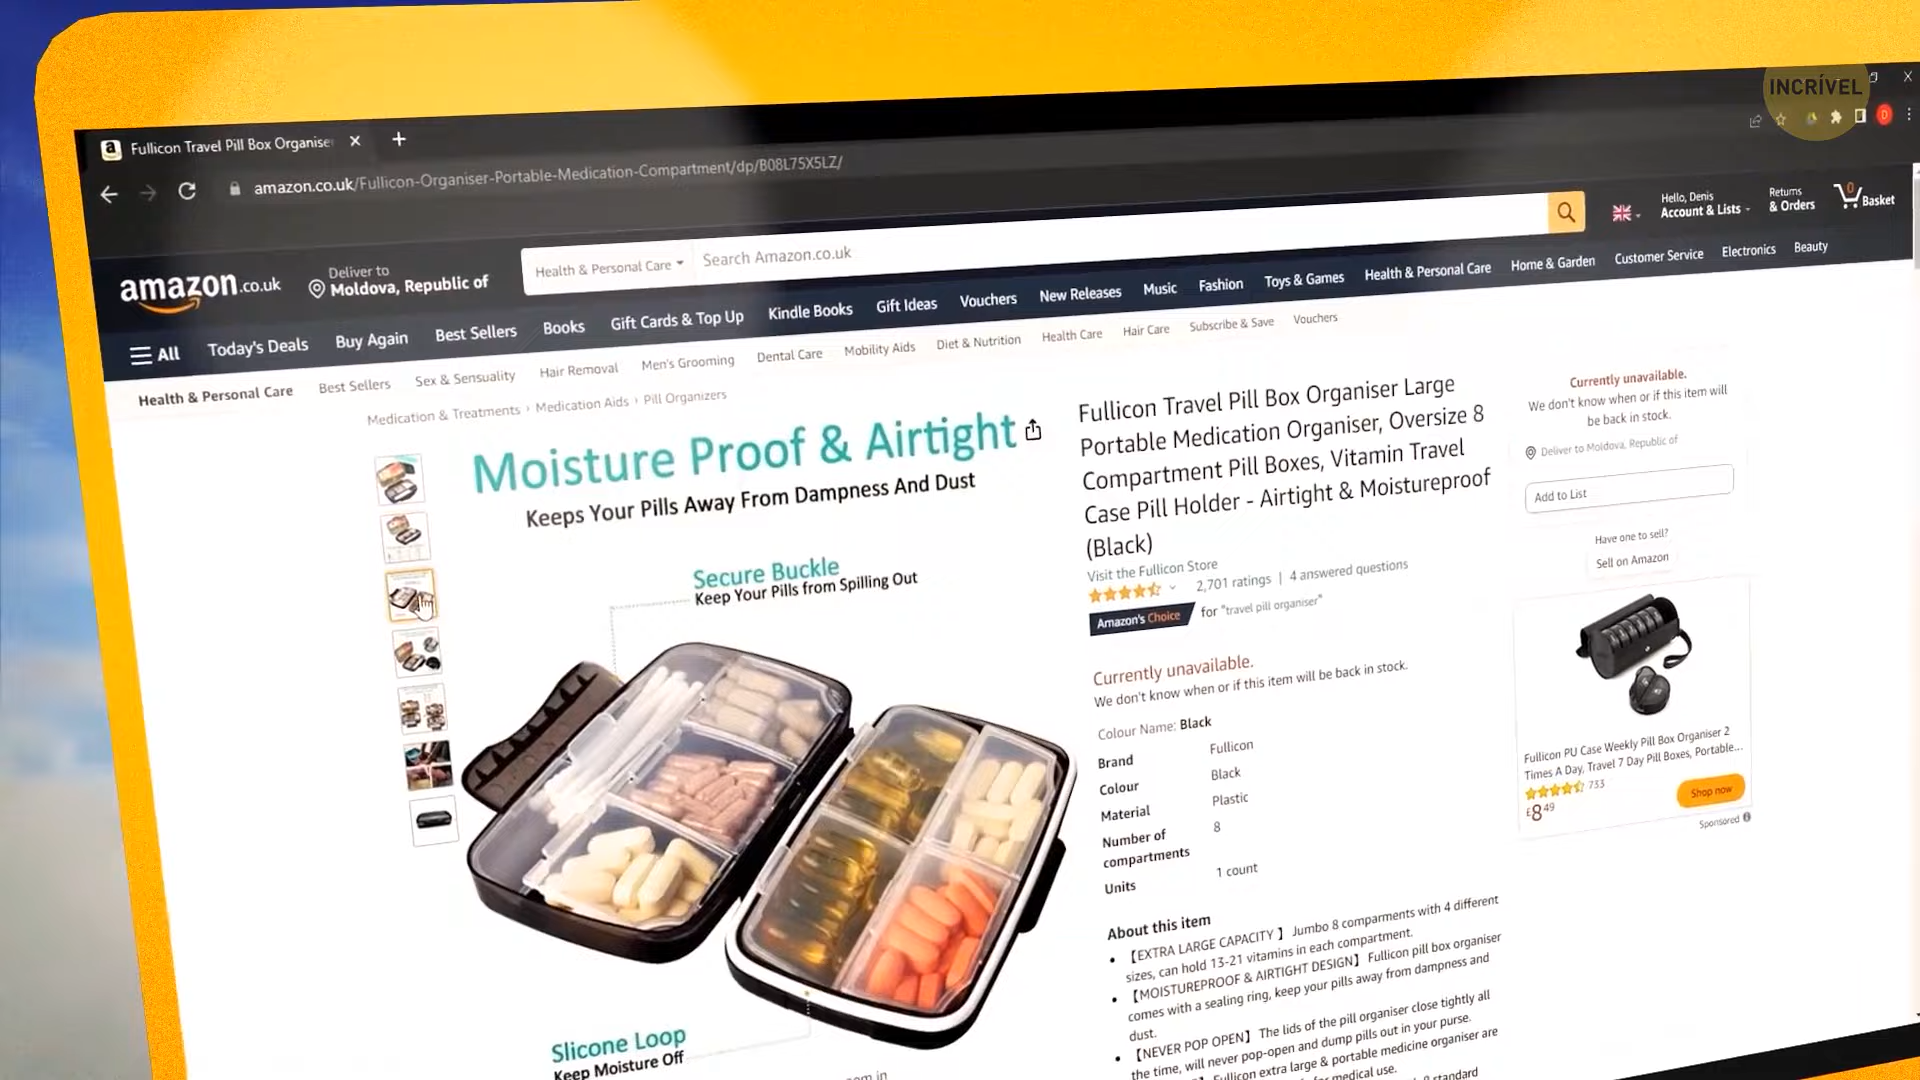 INCRÍVEL
Fullicon Travel Pill Box Organise
amazon.co.uk/Fullicon-Organiser-Portable-Medication-Compartment/dp/B08L75X5LZ/
amazon.co.uk
Deliver to
Moldova, Republic of
Health & Personal Care
Search Amazon.co.uk
Hello, Denis
Account & Lists
Returns
& Orders
0
Basket
All
Today's Deals
Buy Again
Best Sellers
Books
Gift Cards & Top Up
Kindle Books
Gift Ideas
Vouchers
New Releases
Music
Fashion
Toys & Games
Health & Personal Care
Home & Garden
Customer Service
Electronics
Beauty
Health & Personal Care
Best Sellers
Sex & Sensuality
Hair Removal
Men's Grooming
Dental Care
Mobility Aids
Diet & Nutrition
Health Care
Hair Care
Subscribe & Save
Vouchers
Medication & Treatments › Medication Aids › Pill Organizers
Moisture Proof & Airtight
Keeps Your Pills Away From Dampness And Dust
Secure Buckle
Keep Your Pills from Spilling Out
Slicone Loop
Keep Moisture Off
Fullicon Travel Pill Box Organiser Large
Portable Medication Organiser, Oversize 8
Compartment Pill Boxes, Vitamin Travel
Case Pill Holder - Airtight & Moistureproof
(Black)
Visit the Fullicon Store
2,701 ratings | 4 answered questions
Amazon's Choice for "travel pill organiser"
Currently unavailable.
We don't know when or if this item will be back in stock.
Colour Name: Black
Brand Fullicon
Colour Black
Material Plastic
Number of
compartments 8
Units 1 count
About this item
【EXTRA LARGE CAPACITY 】 Jumbo 8 comparments with 4 different
sizes, can hold 13-21 vitamins in each compartment.
【MOISTUREPROOF & AIRTIGHT DESIGN】 Fullicon pill box organiser
comes with a sealing ring, keep your pills away from dampness and
dust.
【NEVER POP OPEN】 The lids of the pill organiser close tightly all
the time, will never pop-open and dump pills out in your purse.
Fullicon extra large & portable medicine organiser are
medical use.
standard
Currently unavailable.
We don't know when or if this item will
be back in stock.
Deliver to Moldova, Republic of
Add to List
Have one to sell?
Sell on Amazon
Fullicon PU Case Weekly Pill Box Organiser 2
Times A Day, Travel 7 Day Pill Boxes, Portable...
733
£8 49
Shop now
Sponsored